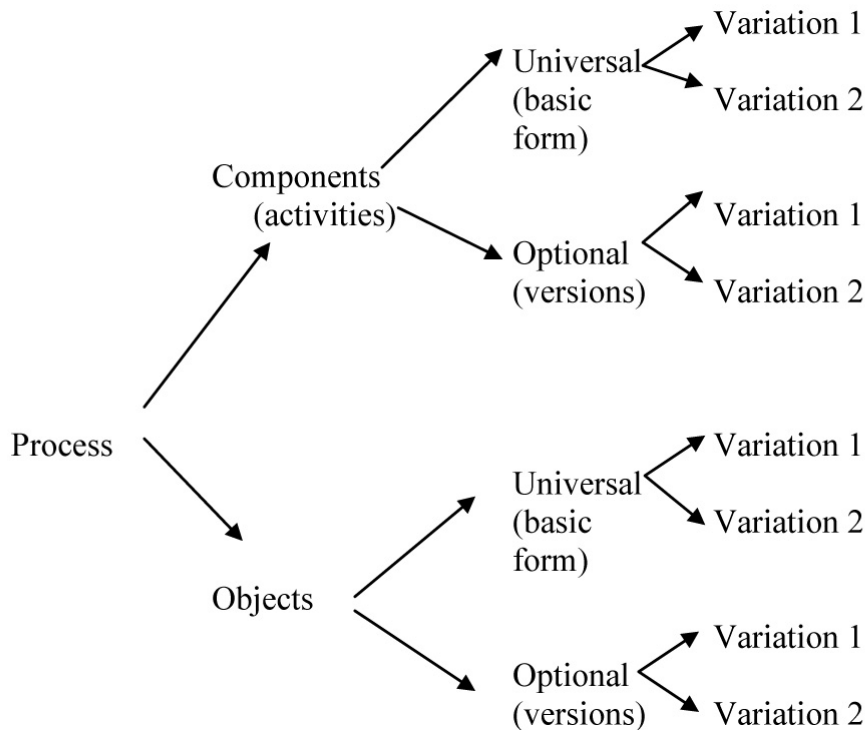 Variation 1
Universal
(basic
form)
Variation 2
Components
(activities)
Variation 1
Optional
(versions)
Variation 2
Process
Variation 1
Universal
(basic
form)
Variation 2
Objects
Variation 1
Optional
(versions)
Variation 2